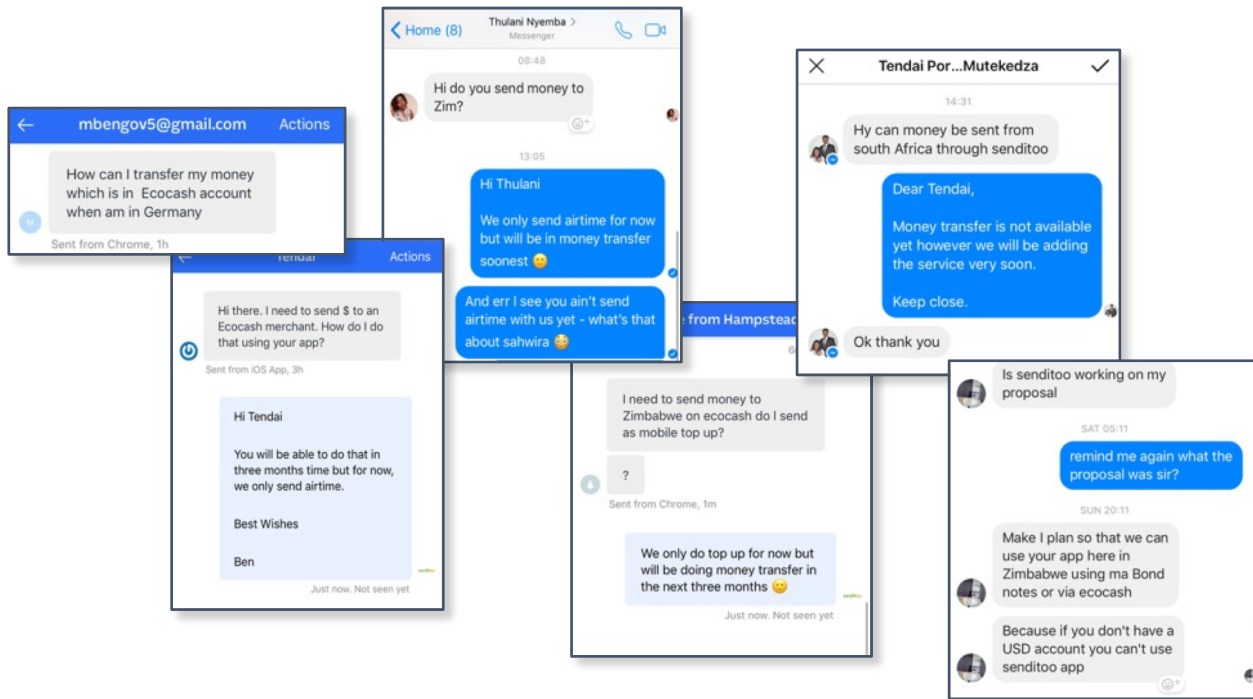 mbengov5@gmail.com
Actions
How can I transfer my money
which is in Ecocash account
when am in Germany
Sent from Chrome, 1h
Tendai
Actions
Hi there. I need to send $ to an
Ecocash merchant. How do I do
that using your app?
Sent from iOS App, 3h
Hi Tendai
You will be able to do that in
three months time but for now,
we only send airtime.
Best Wishes
Ben
Just now. Not seen yet
Home (8)
Thulani Nyemba
Messenger
08:48
Hi do you send money to
Zim?
13:05
Hi Thulani
We only send airtime for now
but will be in money transfer
soonest 🙂
And err I see you ain't send
airtime with us yet - what's that
about sahwira 😳
from Hampstead
I need to send money to
Zimbabwe on ecocash do I send
as mobile top up?
?
Sent from Chrome, 1m
We only do top up for now but
will be doing money transfer in
the next three months 🙂
Just now. Not seen yet
Tendai Por...Mutekedza
14:31
Hy can money be sent from
south Africa through senditoo
Dear Tendai,
Money transfer is not available
yet however we will be adding
the service very soon.
Keep close.
Ok thank you
Is senditoo working on my
proposal
SAT 05:11
remind me again what the
proposal was sir?
SUN 20:11
Make I plan so that we can
use your app here in
Zimbabwe using ma Bond
notes or via ecocash
Because if you don't have a
USD account you can't use
senditoo app